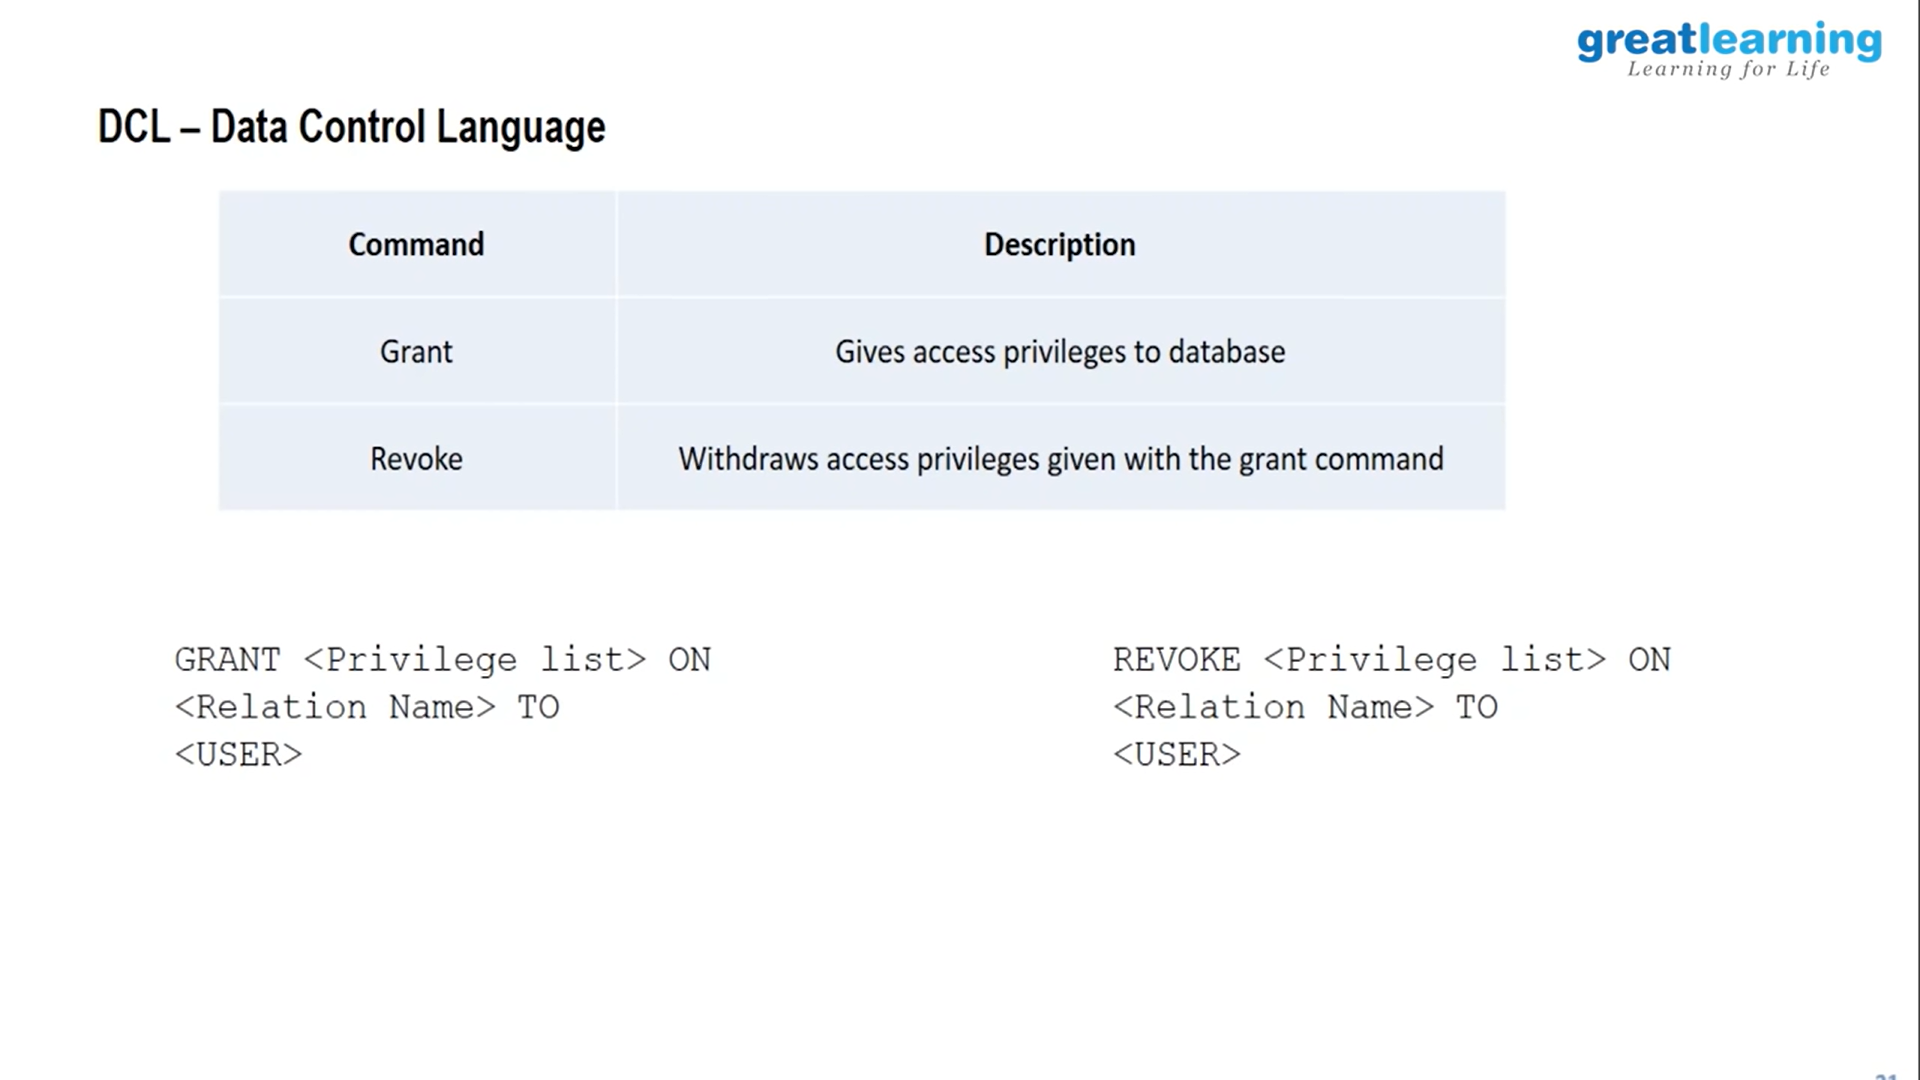 greatlearning
Learning for Life
DCL – Data Control Language
Command Description
Grant Gives access privileges to database
Revoke Withdraws access privileges given with the grant command
GRANT <Privilege list> ON
<Relation Name> TO
<USER>
REVOKE <Privilege list> ON
<Relation Name> TO
<USER>